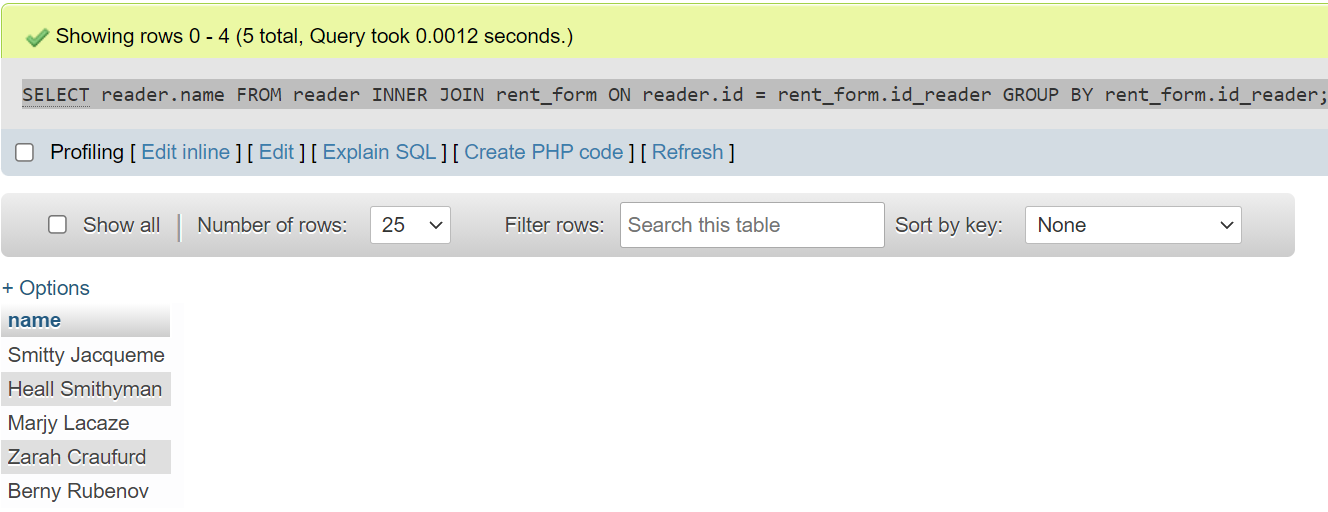 Showing rows 0 - 4 (5 total, Query took 0.0012 seconds.)
SELECT reader.name FROM reader INNER JOIN rent_form ON reader.id = rent_form.id_reader GROUP BY rent_form.id_reader;
Profiling [ Edit inline ] [ Edit ] [ Explain SQL ] [ Create PHP code ] [ Refresh ]
Show all Number of rows: 25 Filter rows: Search this table Sort by key: None
+ Options
name
Smitty Jacqueme
Heall Smithyman
Marjy Lacaze
Zarah Craufurd
Berny Rubenov